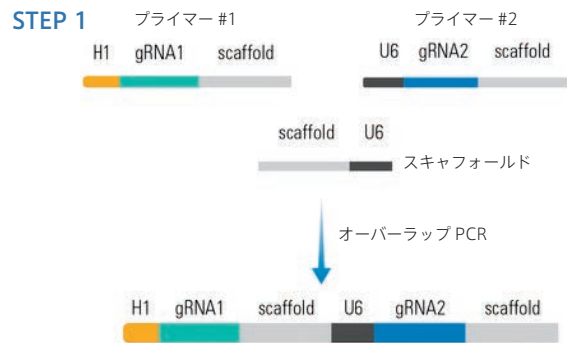 STEP 1
プライマー #1
プライマー #2
H1 gRNA1 scaffold
U6 gRNA2 scaffold
scaffold U6
スキャフォールド
オーバーラップ PCR
H1 gRNA1 scaffold U6 gRNA2 scaffold